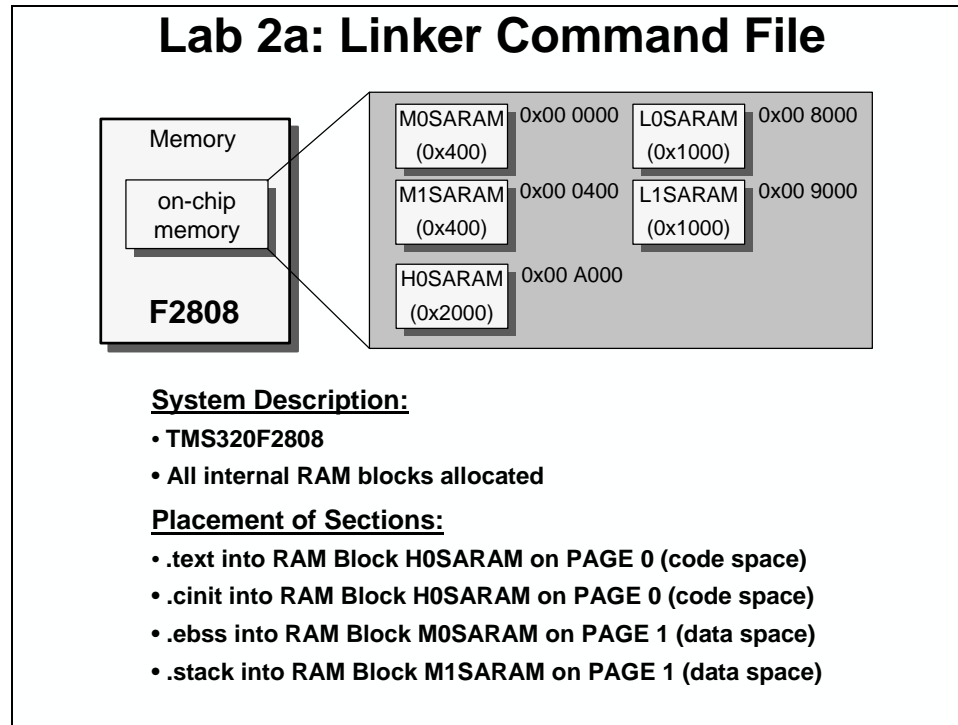 Lab 2a: Linker Command File
Memory
on-chip
memory
F2808
M0SARAM
(0x400)
0x00 0000
L0SARAM
(0x1000)
0x00 8000
M1SARAM
(0x400)
0x00 0400
L1SARAM
(0x1000)
0x00 9000
H0SARAM
(0x2000)
0x00 A000
System Description:
• TMS320F2808
• All internal RAM blocks allocated
Placement of Sections:
• .text into RAM Block H0SARAM on PAGE 0 (code space)
• .cinit into RAM Block H0SARAM on PAGE 0 (code space)
• .ebss into RAM Block M0SARAM on PAGE 1 (data space)
• .stack into RAM Block M1SARAM on PAGE 1 (data space)